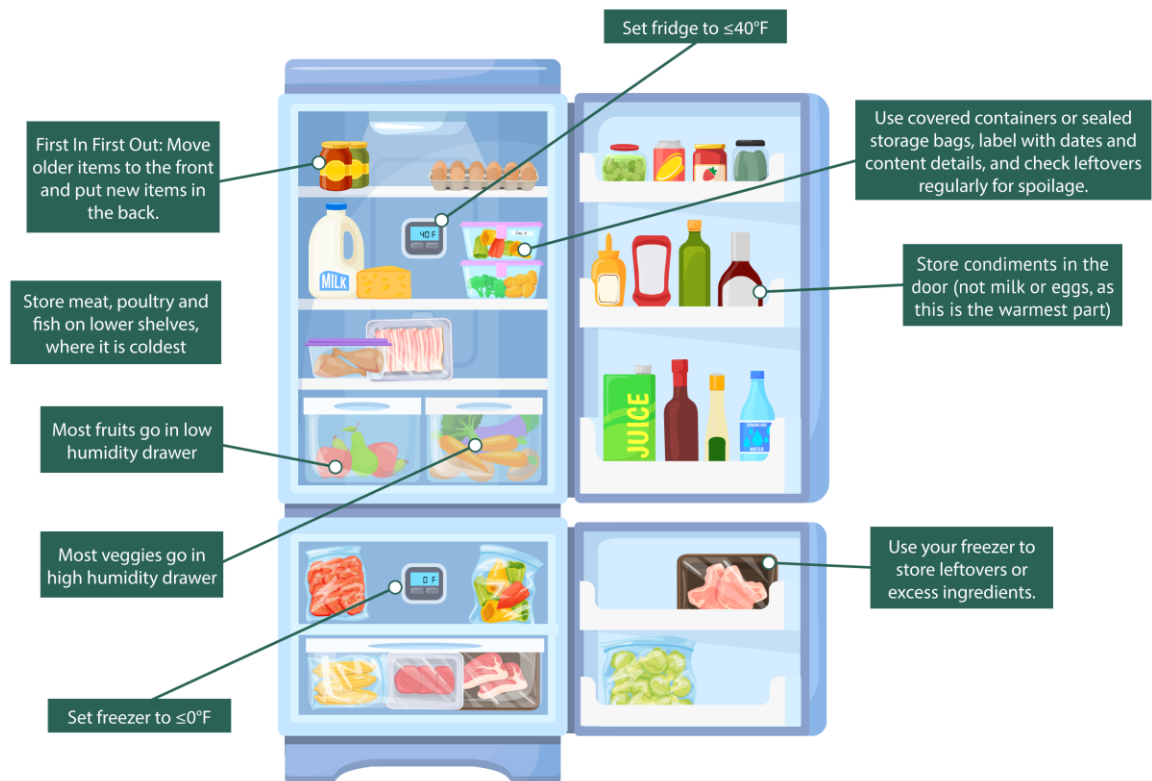 Set fridge to ≤40°F
First In First Out: Move
older items to the front
and put new items in
the back.
Use covered containers or sealed
storage bags, label with dates and
content details, and check leftovers
regularly for spoilage.
40 F
MILK
Store condiments in the
door (not milk or eggs, as
this is the warmest part)
Store meat, poultry and
fish on lower shelves,
where it is coldest
JUICE
SPARKLING
WATER
Most fruits go in low
humidity drawer
Most veggies go in
high humidity drawer
0 F
Use your freezer to
store leftovers or
excess ingredients.
Set freezer to ≤0°F